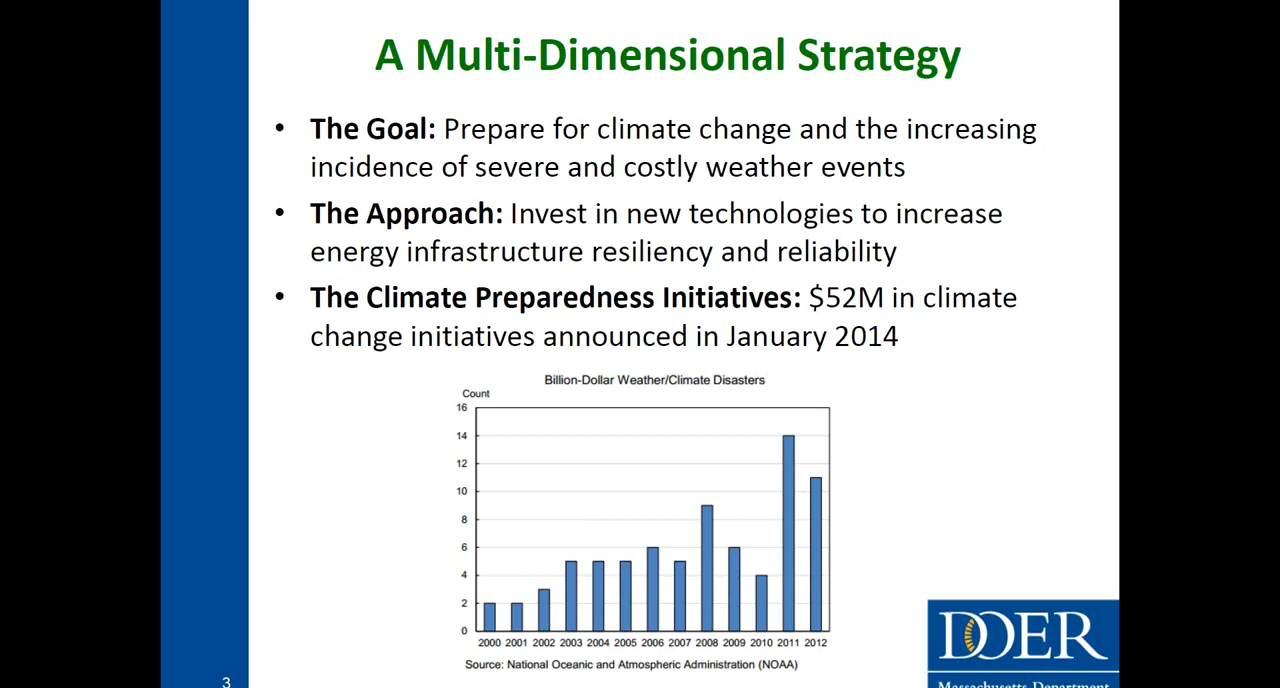 A Multi-Dimensional Strategy
• The Goal: Prepare for climate change and the increasing
incidence of severe and costly weather events
• The Approach: Invest in new technologies to increase
energy infrastructure resiliency and reliability
• The Climate Preparedness Initiatives: $52M in climate
change initiatives announced in January 2014
Billion-Dollar Weather/Climate Disasters
Count
16
14
12
10
8
6
4
2
0
2000 2001 2002 2003 2004 2005 2006 2007 2008 2009 2010 2011 2012
Source: National Oceanic and Atmospheric Administration (NOAA)
DOER
Massachusetts Department
3